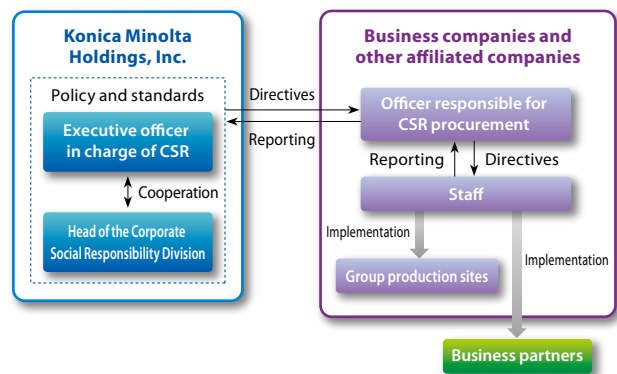 Konica Minolta
Holdings, Inc.
Policy and standards
Executive officer
in charge of CSR
Cooperation
Head of the Corporate
Social Responsibility Division
Directives
Reporting
Business companies and
other affiliated companies
Officer responsible for
CSR procurement
Reporting
Directives
Staff
Implementation
Group production sites
Implementation
Business partners